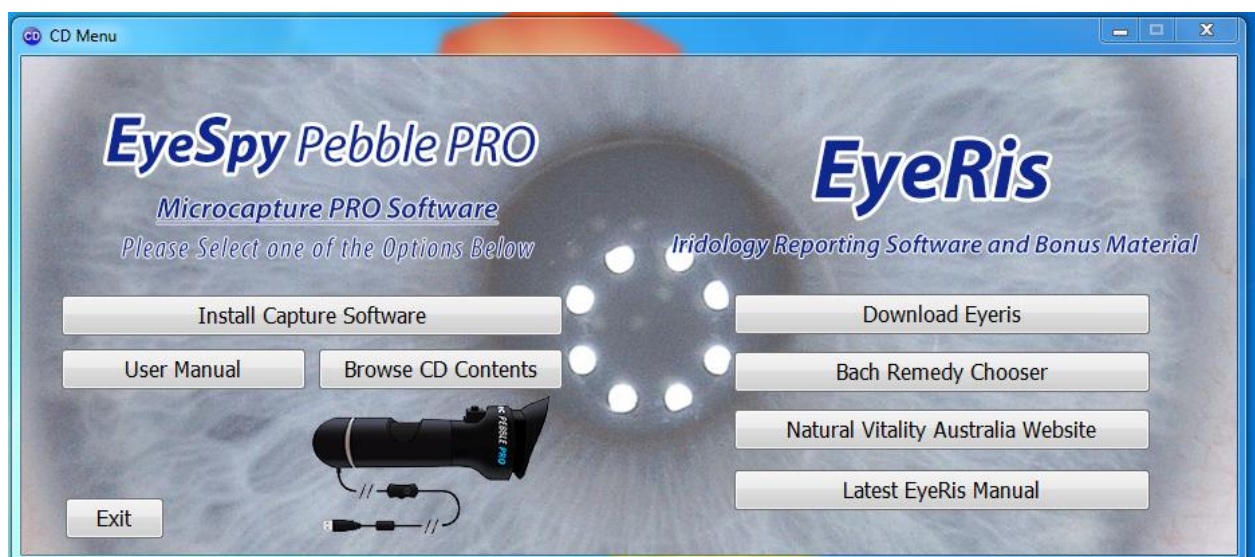 CD Menu
EyeSpy Pebble PRO
Microcapture PRO Software
Please Select one of the Options Below
Install Capture Software
User Manual
Browse CD Contents
PEBBLE PRO
Exit
EyeRis
Iridology Reporting Software and Bonus Material
Download Eyeris
Bach Remedy Chooser
Natural Vitality Australia Website
Latest EyeRis Manual